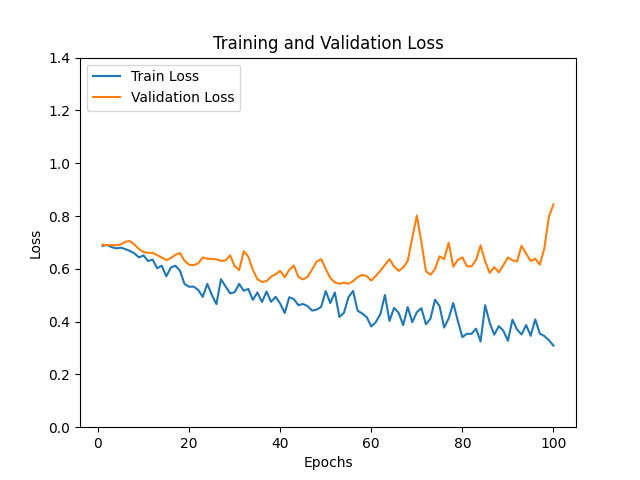 Training and Validation Loss
1.4
1.2
1.0
0.8
0.6
0.4
0.2
0.0
Loss
Train Loss
Validation Loss
0 20 40 60 80 100
Epochs